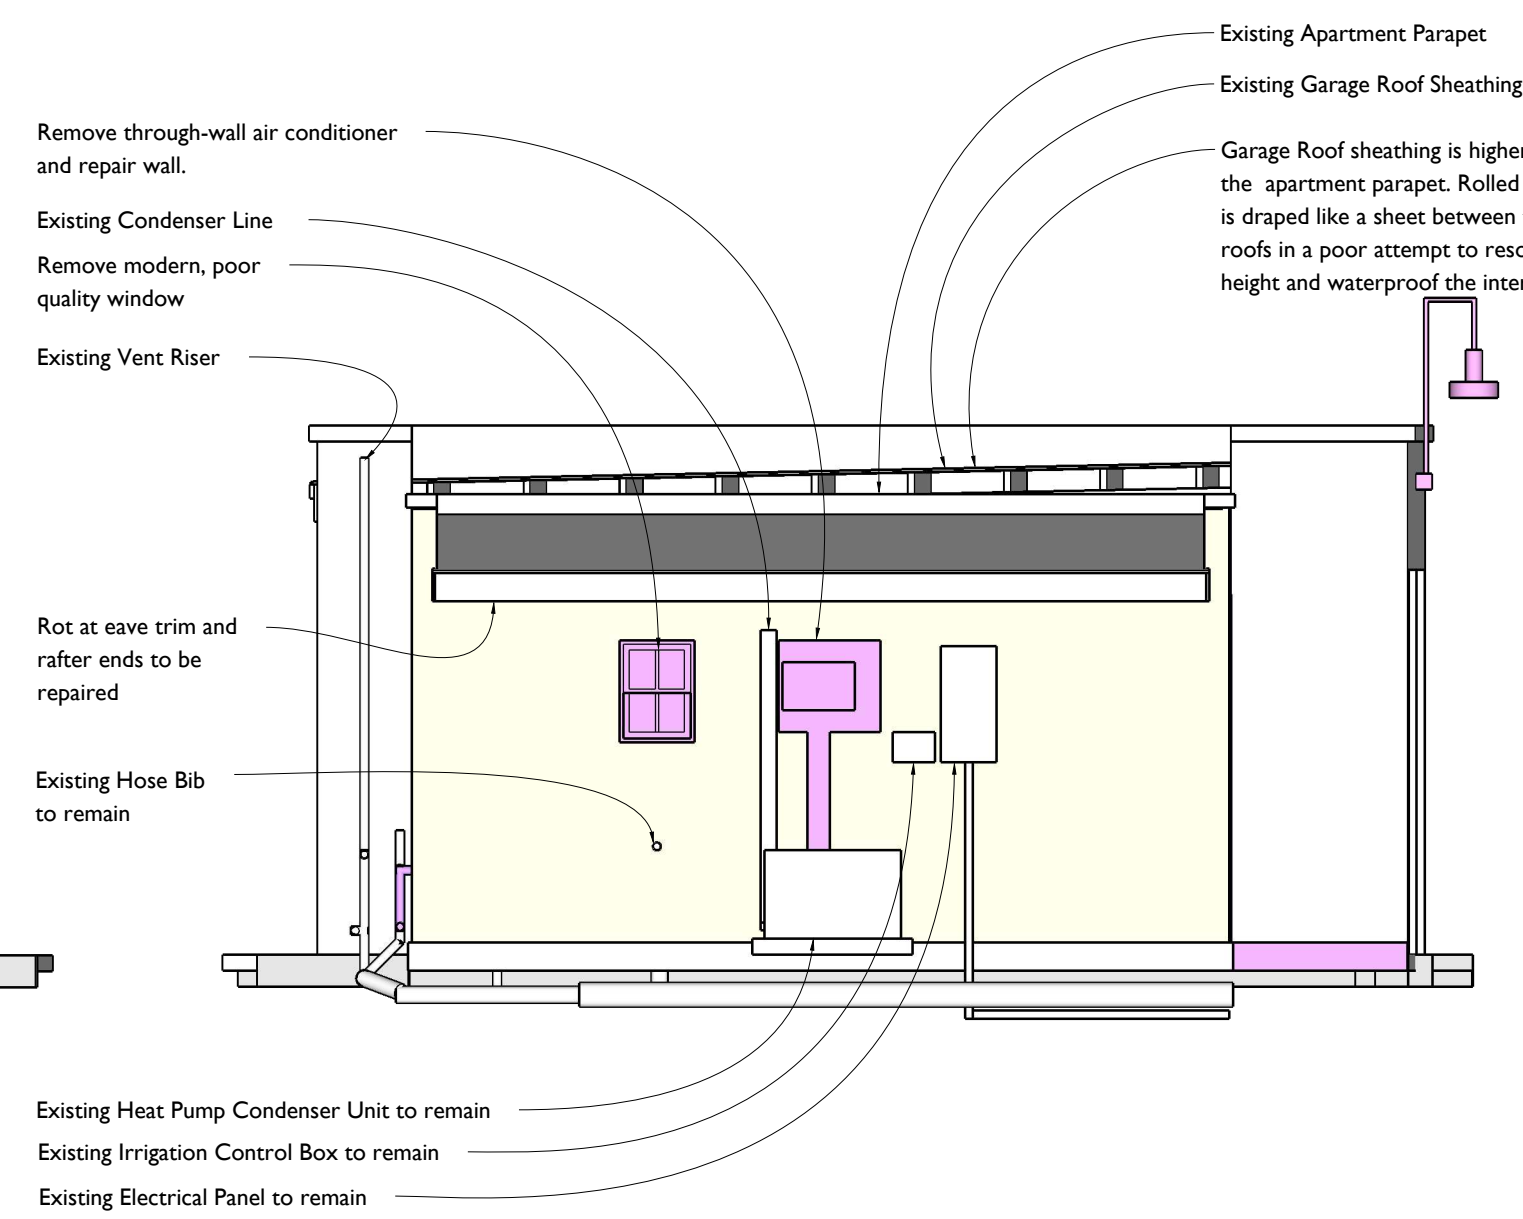 Existing Apartment Parapet
Existing Garage Roof Sheathing
Remove through-wall air conditioner
and repair wall.
Garage Roof sheathing is higher
the apartment parapet. Rolled
is draped like a sheet between
roofs in a poor attempt to reso
height and waterproof the inter
Existing Condenser Line
Remove modern, poor
quality window
Existing Vent Riser
Rot at eave trim and
rafter ends to be
repaired
Existing Hose Bib
to remain
Existing Heat Pump Condenser Unit to remain
Existing Irrigation Control Box to remain
Existing Electrical Panel to remain